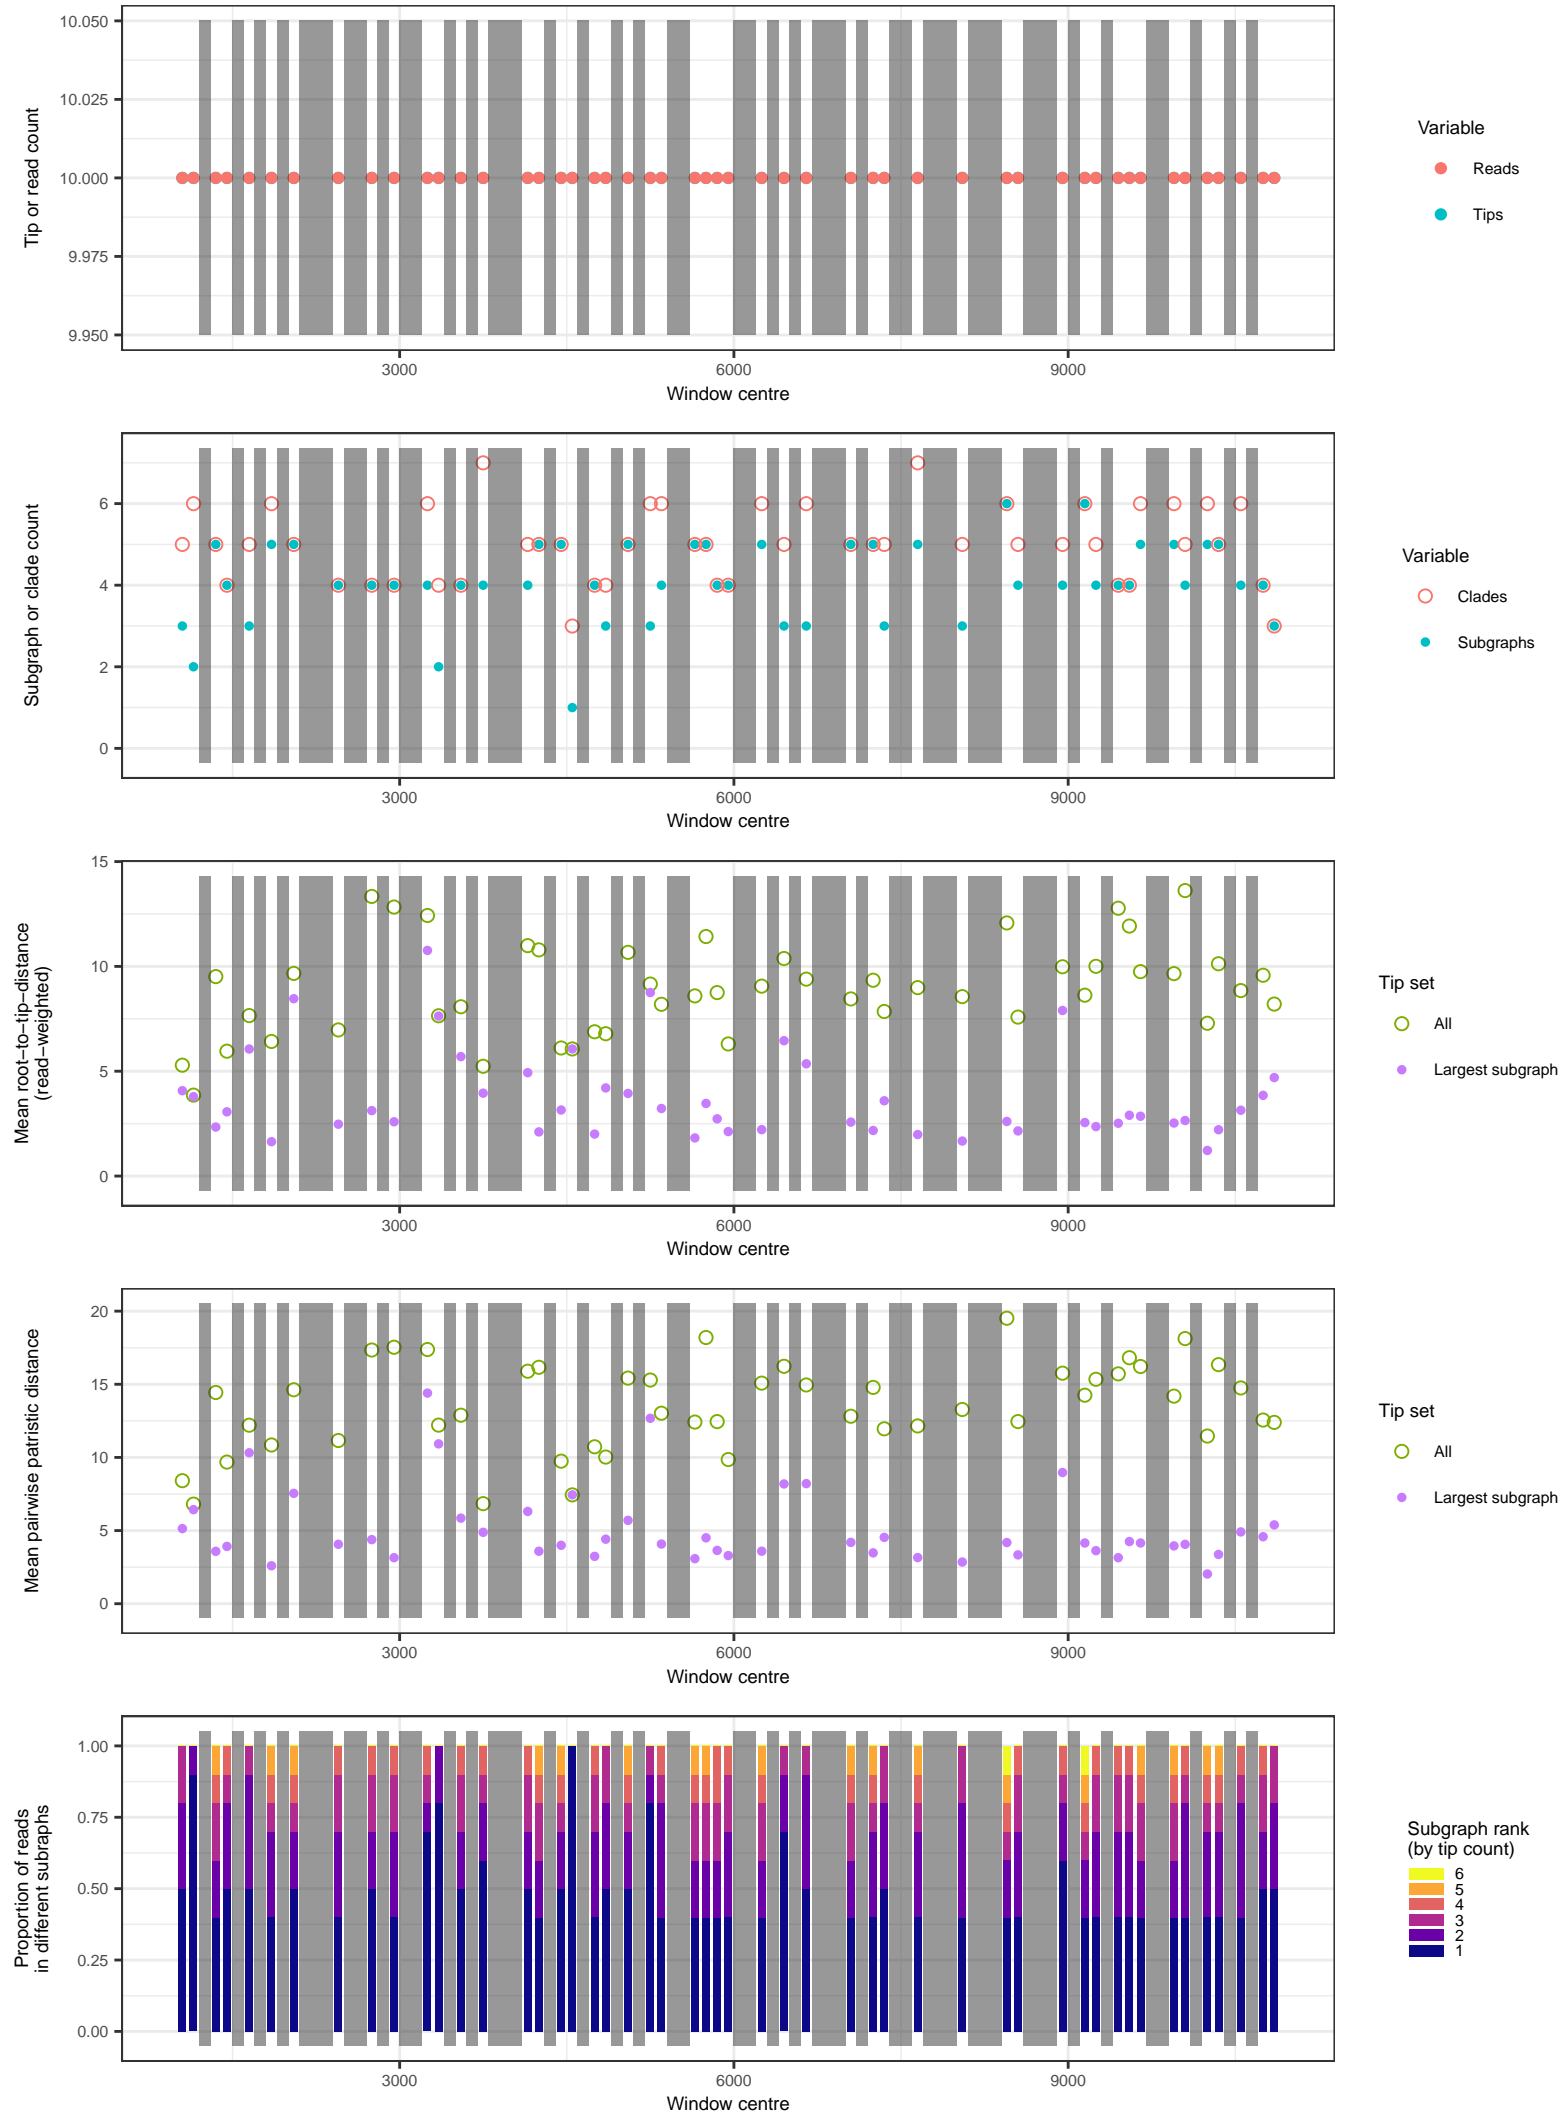 10.050
10.025
10.000
9.975
9.950
Tip or read count
3000
6000
9000
Window centre
Variable
Reads
Tips
6
4
2
0
Subgraph or clade count
3000
6000
9000
Window centre
Variable
Clades
Subgraphs
15
10
5
0
Mean root−to−tip−distance
(read−weighted)
3000
6000
9000
Window centre
Tip set
All
Largest subgraph
20
15
10
5
0
Mean pairwise patristic distance
3000
6000
9000
Window centre
Tip set
All
Largest subgraph
1.00
0.75
0.50
0.25
0.00
Proportion of reads
in different subraphs
3000
6000
9000
Window centre
Subgraph rank
(by tip count)
6
5
4
3
2
1